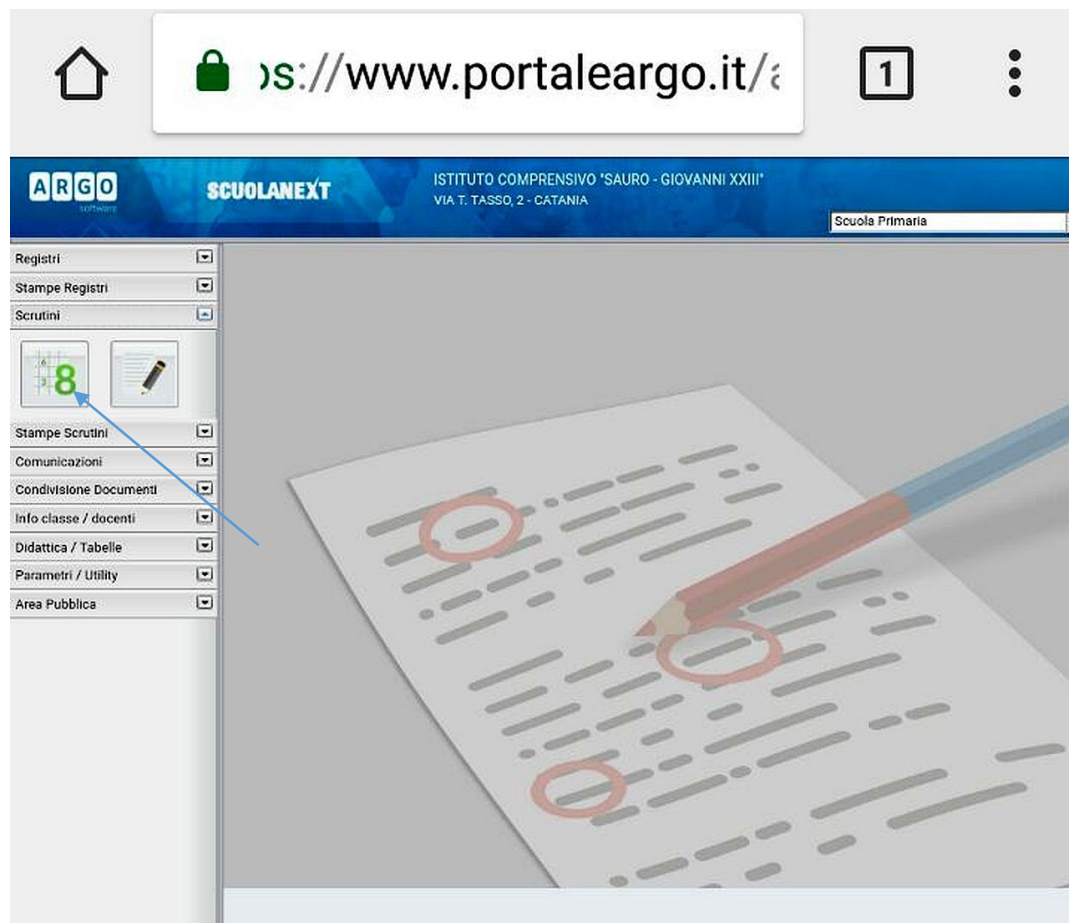 ps://www.portaleargo.it/a
1
ARGO
software
SCUOLANEXT
ISTITUTO COMPRENSIVO "SAURO - GIOVANNI XXIII"
VIA T. TASSO, 2 - CATANIA
Scuola Primaria
Registri
Stampe Registri
Scrutini
6
3
8
Stampe Scrutini
Comunicazioni
Condivisione Documenti
Info classe / docenti
Didattica / Tabelle
Parametri / Utility
Area Pubblica